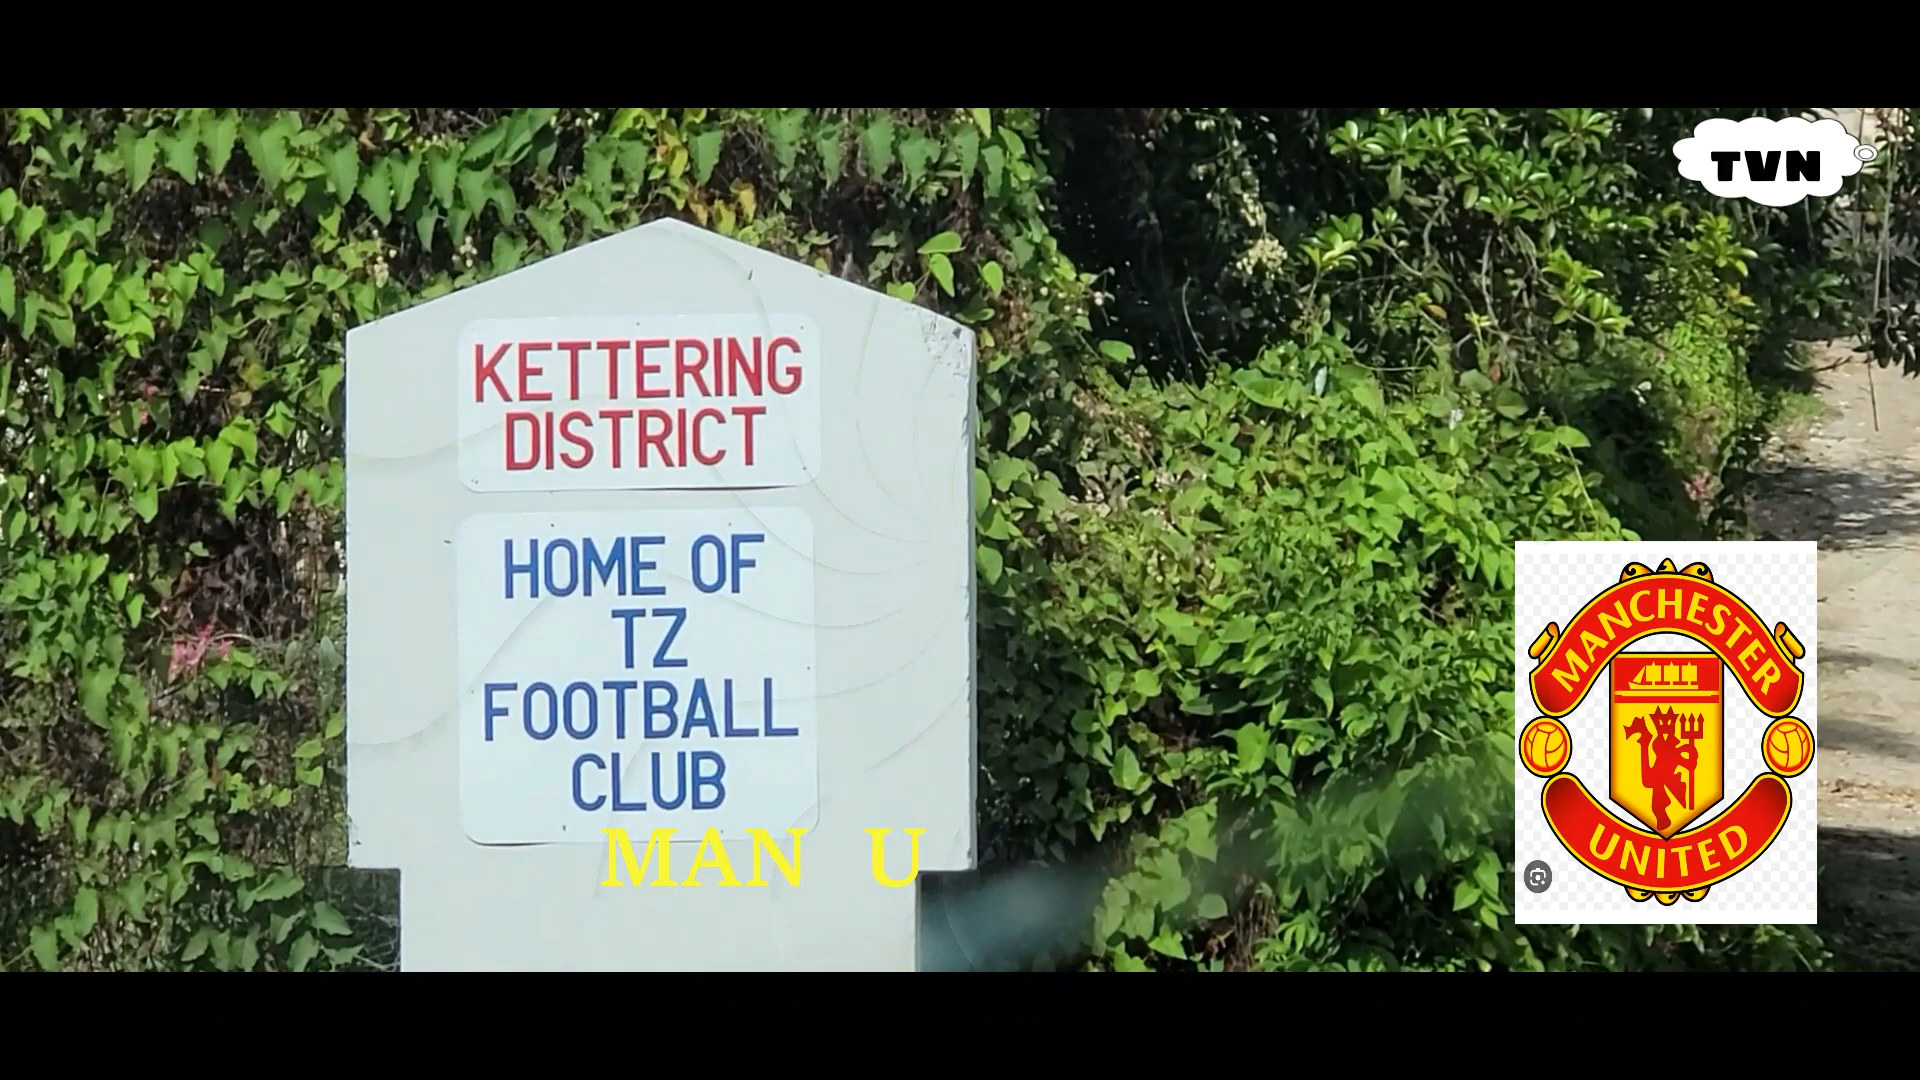 TVN
KETTERING
DISTRICT
HOME OF
TZ
FOOTBALL
CLUB
MAN U
MANCHESTER
UNITED